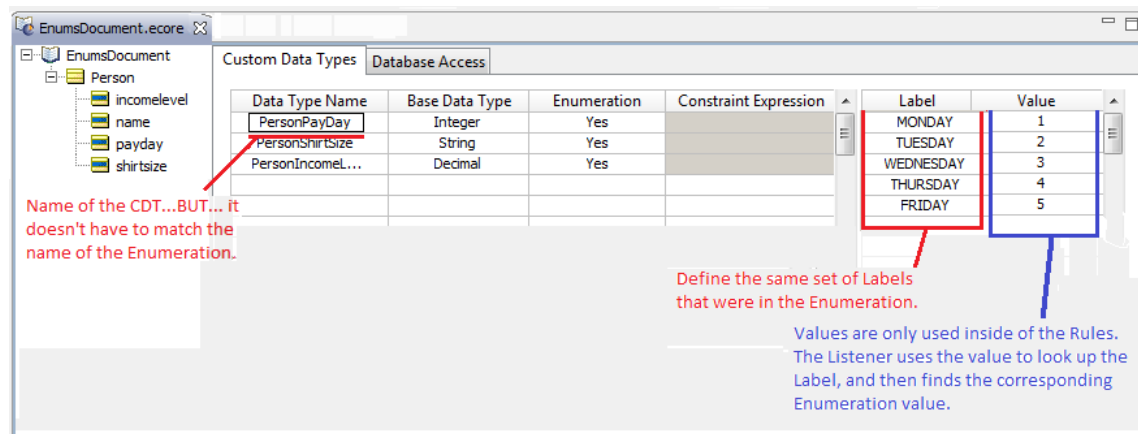 EnumsDocument.ecore
EnumsDocument
Person
incomelevel
name
payday
shirtsize
Custom Data Types Database Access
Data Type Name Base Data Type Enumeration Constraint Expression Label Value
PersonPayDay Integer Yes MONDAY 1
PersonShirtSize String Yes TUESDAY 2
PersonIncomeL... Decimal Yes WEDNESDAY 3
THURSDAY 4
FRIDAY 5
Name of the CDT...BUT... it
doesn't have to match the
name of the Enumeration.
Define the same set of Labels
that were in the Enumeration.
Values are only used inside of the Rules.
The Listener uses the value to look up the
Label, and then finds the corresponding
Enumeration value.